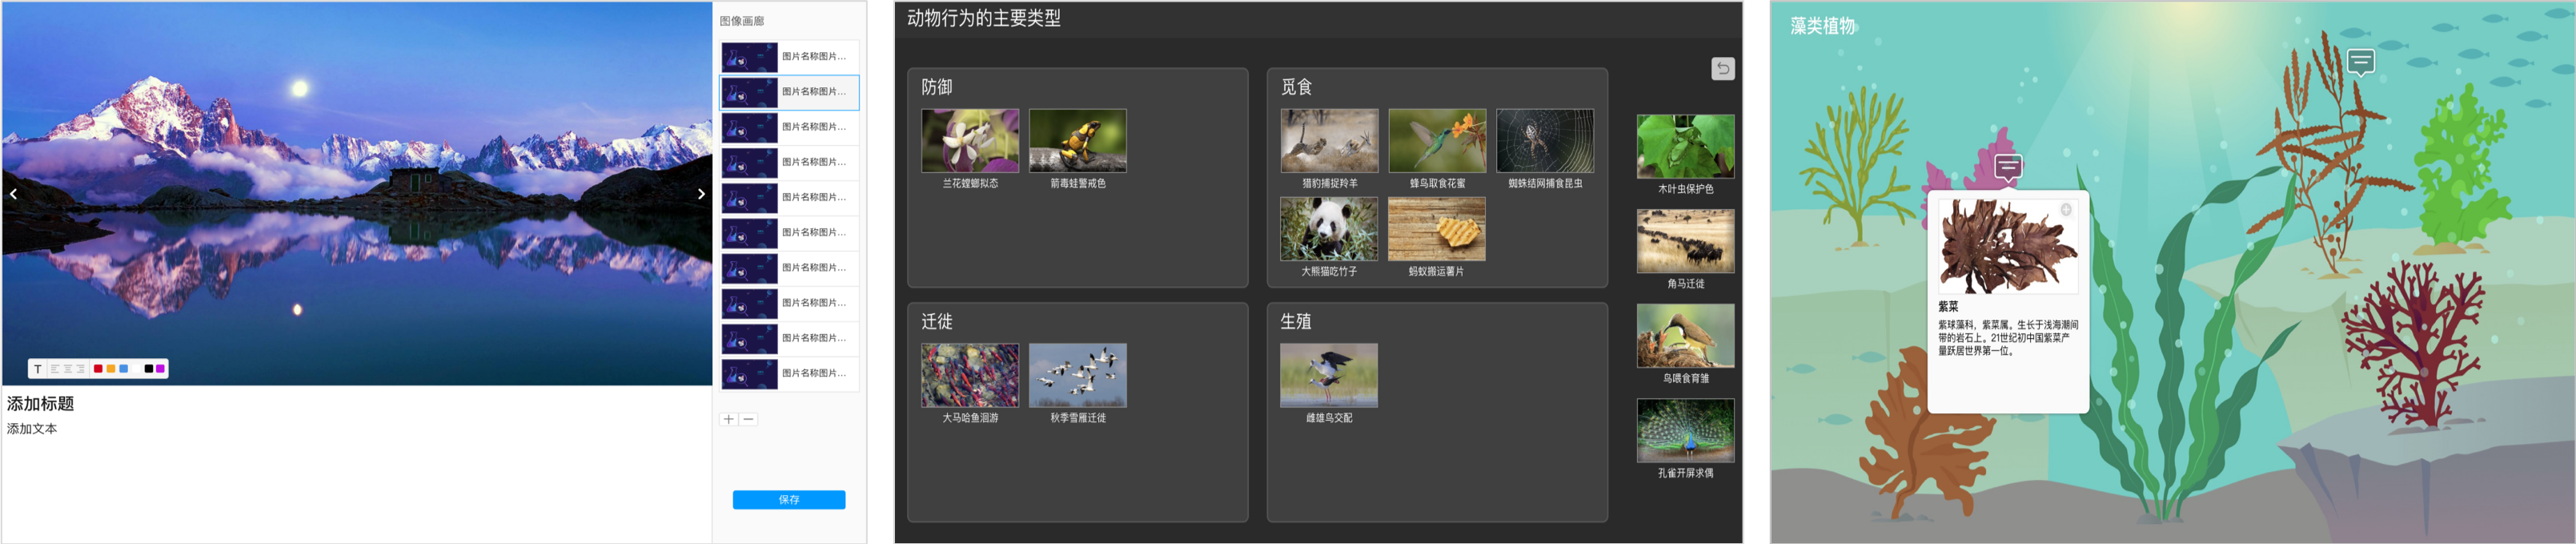 图像画廊
图片名称图片...
图片名称图片...
图片名称图片...
图片名称图片...
图片名称图片...
图片名称图片...
图片名称图片...
图片名称图片...
图片名称图片...
图片名称图片...
T
添加标题
添加文本
保存
动物行为的主要类型
防御
兰花螳螂拟态
箭毒蛙警戒色
觅食
猎豹捕捉羚羊
蜂鸟取食花蜜
蜘蛛结网捕食昆虫
大熊猫吃竹子
蚂蚁搬运薯片
迁徙
大马哈鱼洄游
秋季雪雁迁徙
生殖
雌雄鸟交配
木叶虫保护色
角马迁徙
鸟喂食育雏
孔雀开屏求偶
藻类植物
紫菜
紫球藻科，紫菜属。生长于浅海潮间
带的岩石上。21世纪初中国紫菜产
量跃居世界第一位。